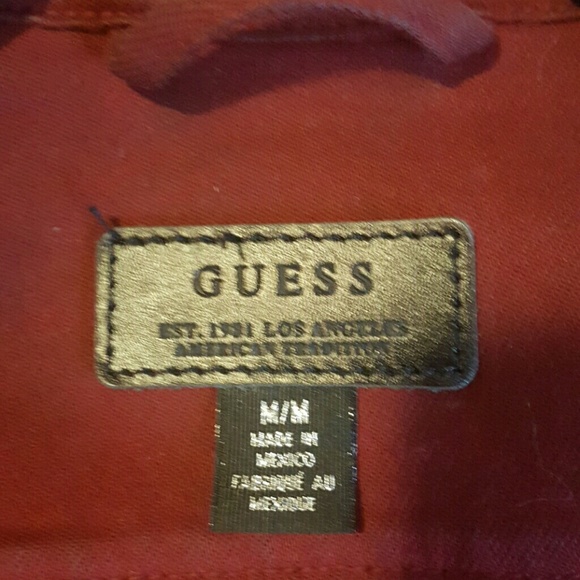 GUESS
EST. 1981 LOS ANGELES
AMERICAN TRADITION
M/M
MADE IN
MEXICO
FABRIQUÉ AU
MEXIQUE